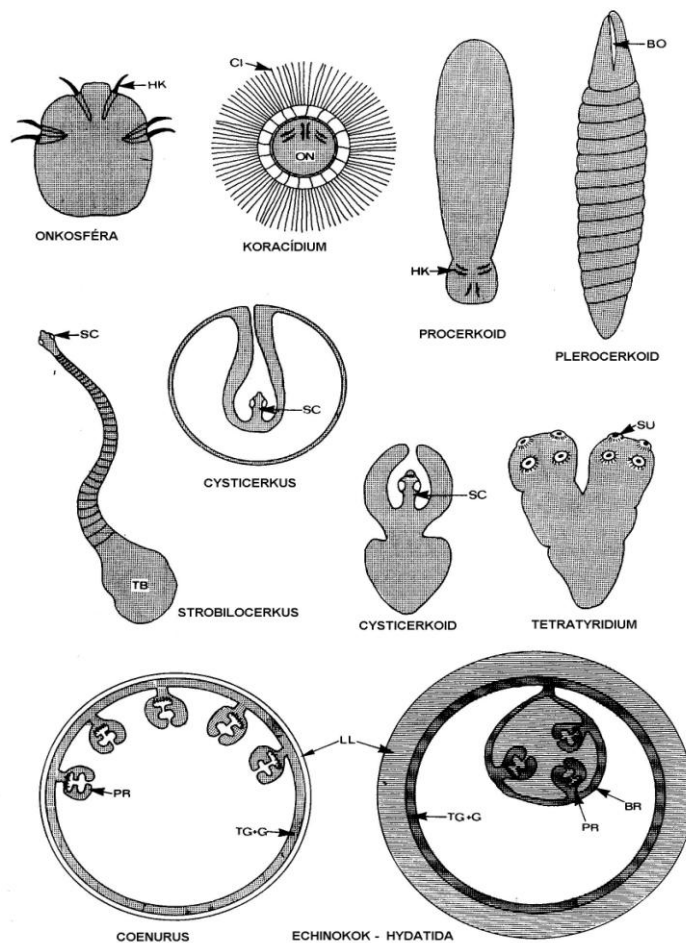 HK
CI
BO
ON
ONKOSFÉRA
KORACÍDIUM
HK
PROCERKOID
PLEROCERKOID
SC
SC
CYSTICERKUS
SU
SC
TB
STROBILOCERKUS
CYSTICERKOID
TETRATYRIDIUM
LL
PR
BR
TG+G
TG+G
PR
COENURUS
ECHINOKOK - HYDATIDA